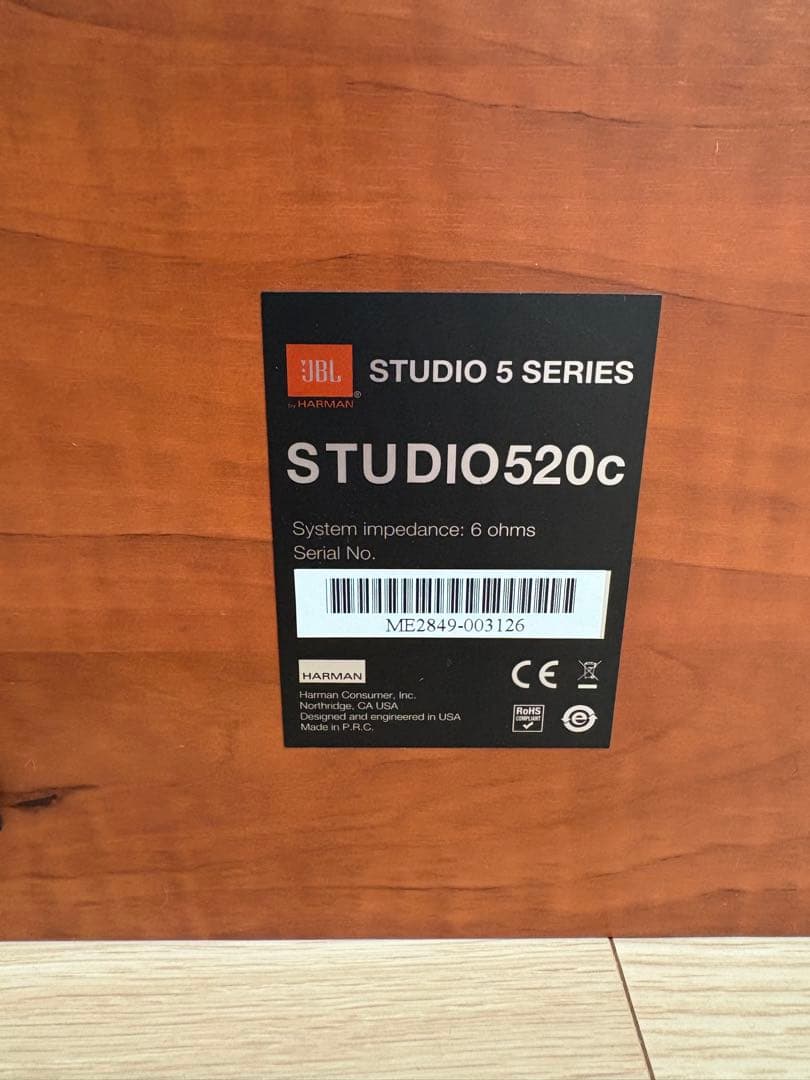 JBL
STUDIO 5 SERIES
by HARMAN®
STUDIO520c
System impedance: 6 ohms
Serial No.
ME2849-003126
HARMAN
Harman Consumer, Inc.
Northridge, CA USA
Designed and engineered in USA
Made in P.R.C.
CE
RoHS
COMPLIANT
e